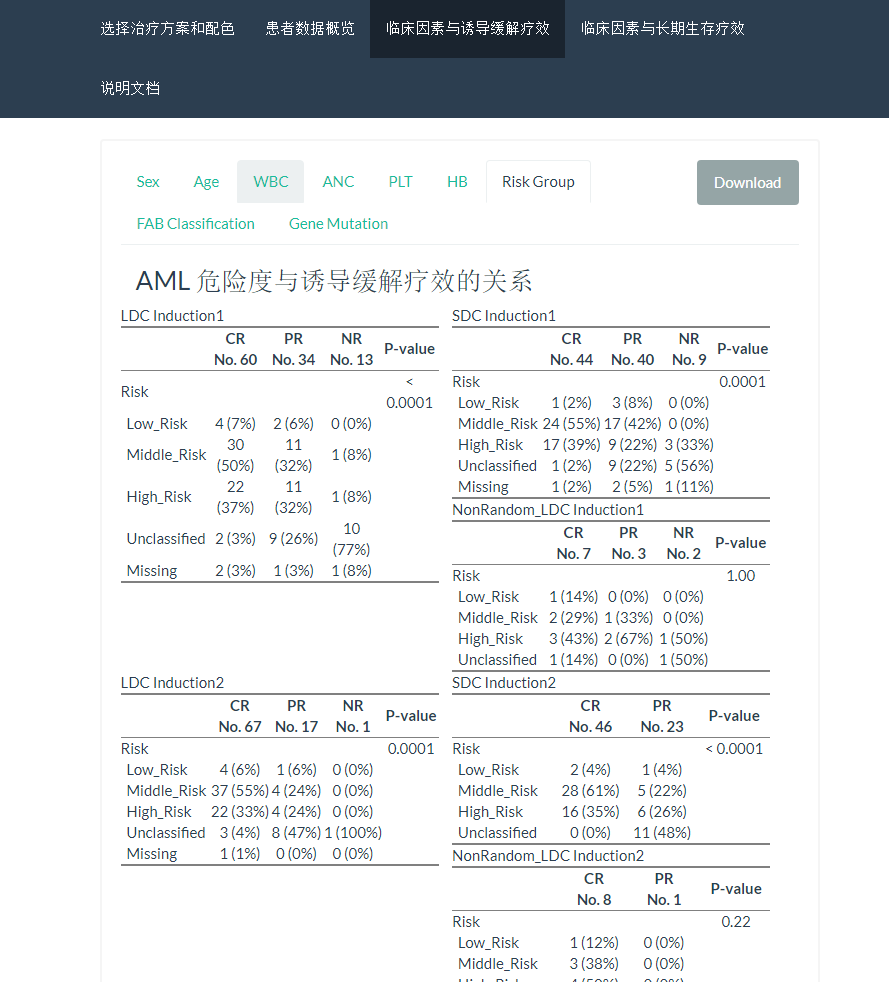 选择治疗方案和配色 患者数据概览 临床因素与诱导缓解疗效 临床因素与长期生存疗效
说明文档
Sex Age WBC ANC PLT HB Risk Group Download
FAB Classification Gene Mutation
AML 危险度与诱导缓解疗效的关系
LDC Induction1
CR PR NR P-value
No. 60 No. 34 No. 13
Risk < 0.0001
Low_Risk 4 (7%) 2 (6%) 0 (0%)
Middle_Risk 30 (50%) 11 (32%) 1 (8%)
High_Risk 22 (37%) 11 (32%) 1 (8%)
Unclassified 2 (3%) 9 (26%) 10 (77%)
Missing 2 (3%) 1 (3%) 1 (8%)
SDC Induction1
CR PR NR P-value
No. 44 No. 40 No. 9
Risk 0.0001
Low_Risk 1 (2%) 3 (8%) 0 (0%)
Middle_Risk 24 (55%) 17 (42%) 0 (0%)
High_Risk 17 (39%) 9 (22%) 3 (33%)
Unclassified 1 (2%) 9 (22%) 5 (56%)
Missing 1 (2%) 2 (5%) 1 (11%)
NonRandom_LDC Induction1
CR PR NR P-value
No. 7 No. 3 No. 2
Risk 1.00
Low_Risk 1 (14%) 0 (0%) 0 (0%)
Middle_Risk 2 (29%) 1 (33%) 0 (0%)
High_Risk 3 (43%) 2 (67%) 1 (50%)
Unclassified 1 (14%) 0 (0%) 1 (50%)
LDC Induction2
CR PR NR P-value
No. 67 No. 17 No. 1
Risk 0.0001
Low_Risk 4 (6%) 1 (6%) 0 (0%)
Middle_Risk 37 (55%) 4 (24%) 0 (0%)
High_Risk 22 (33%) 4 (24%) 0 (0%)
Unclassified 3 (4%) 8 (47%) 1 (100%)
Missing 1 (1%) 0 (0%) 0 (0%)
SDC Induction2
CR PR P-value
No. 46 No. 23
Risk < 0.0001
Low_Risk 2 (4%) 1 (4%)
Middle_Risk 28 (61%) 5 (22%)
High_Risk 16 (35%) 6 (26%)
Unclassified 0 (0%) 11 (48%)
NonRandom_LDC Induction2
CR PR P-value
No. 8 No. 1
Risk 0.22
Low_Risk 1 (12%) 0 (0%)
Middle_Risk 3 (38%) 0 (0%)